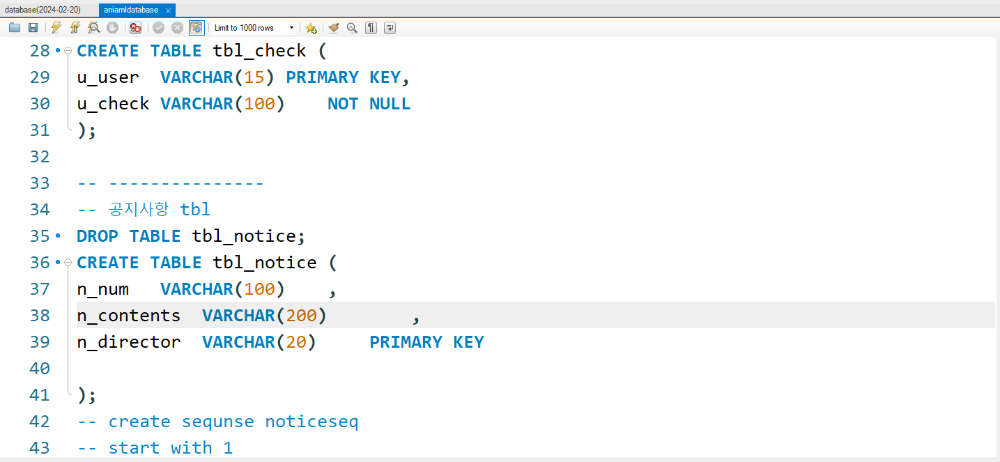 database(2024-02-20) aniamldatabase
Limit to 1000 rows
28 CREATE TABLE tbl_check (
29 u_user  VARCHAR(15) PRIMARY KEY,
30 u_check VARCHAR(100)    NOT NULL
31 );
32
33 -- ---------------
34 -- 공지사항 tbl
35 DROP TABLE tbl_notice;
36 CREATE TABLE tbl_notice (
37 n_num   VARCHAR(100)    ,
38 n_contents  VARCHAR(200)        ,
39 n_director  VARCHAR(20)     PRIMARY KEY
40
41 );
42 -- create sequnse noticeseq
43 -- start with 1